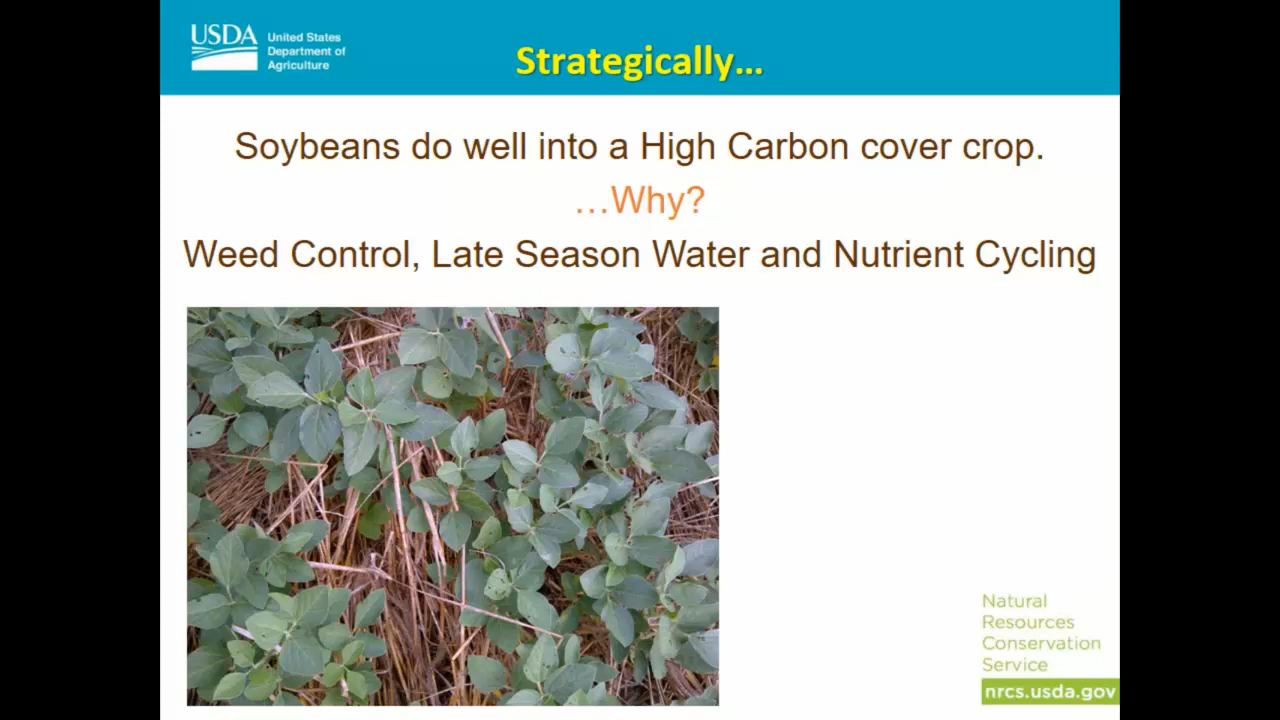 USDA
United States
Department of
Agriculture
Strategically…
Soybeans do well into a High Carbon cover crop.
…Why?
Weed Control, Late Season Water and Nutrient Cycling
Natural
Resources
Conservation
Service
nrcs.usda.gov